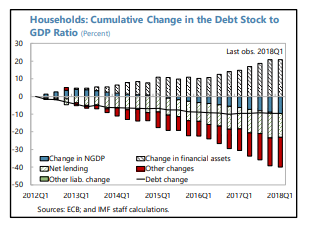 Households: Cumulative Change in the Debt Stock to
GDP Ratio (Percent)
30
Last obs. 2018Q1
20
10
0
-10
-20
-30
-40
-50
Change in NGDP
Change in financial assets
Net lending
Other changes
Other liab. change
Debt change
2012Q1 2013Q1 2014Q1 2015Q1 2016Q1 2017Q1 2018Q1
Sources: ECB; and IMF staff calculations.